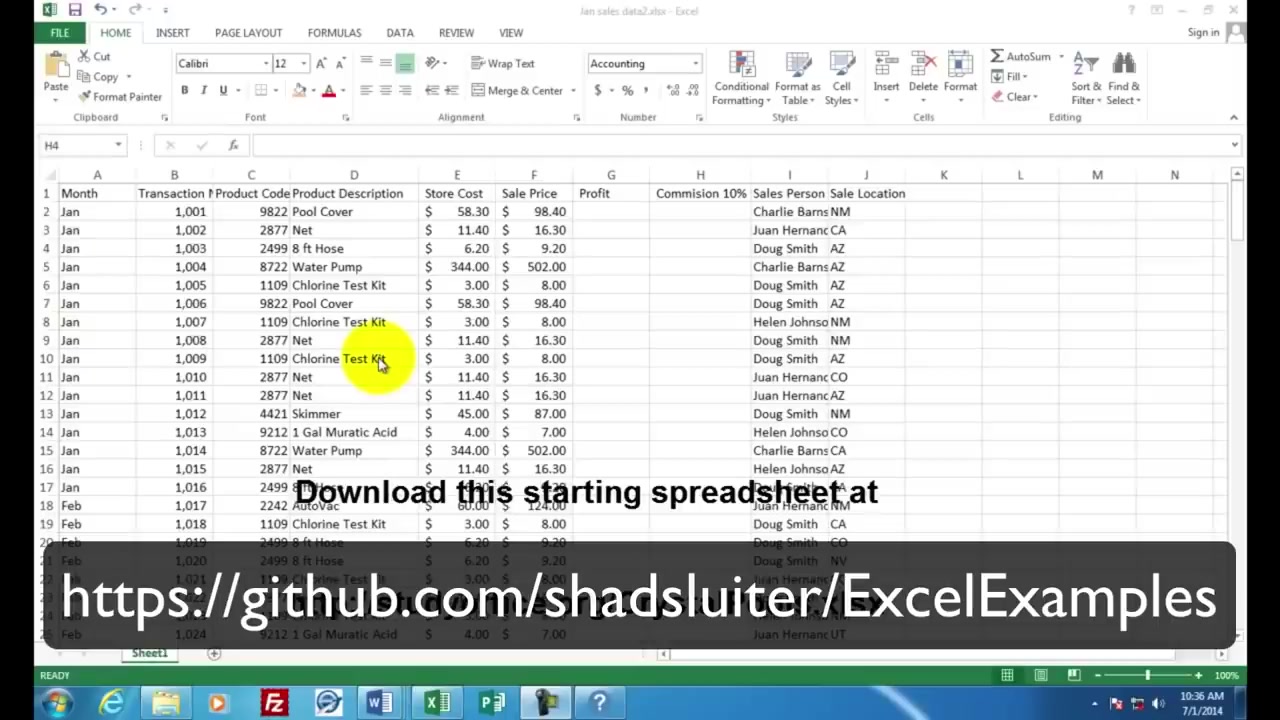 Jan sales data2.xlsx - Excel
FILE HOME INSERT PAGE LAYOUT FORMULAS DATA REVIEW VIEW Sign in
Cut
Copy
Format Painter
Paste
Clipboard
Calibri 12
B I U
Font
Wrap Text
Merge & Center
Alignment
Accounting
$ %
Number
Conditional Formatting
Format as Table
Cell Styles
Styles
Insert Delete Format
Cells
AutoSum
Fill
Clear
Sort & Filter
Find & Select
Editing
H4 fx
A B C D E F G H I J K L M N
1 Month Transaction Product Code Product Description Store Cost Sale Price Profit Commision 10% Sales Person Sale Location
2 Jan 1,001 9822 Pool Cover $ 58.30 $ 98.40 Charlie Barns NM
3 Jan 1,002 2877 Net $ 11.40 $ 16.30 Juan Hernanc CA
4 Jan 1,003 2499 8 ft Hose $ 6.20 $ 9.20 Doug Smith AZ
5 Jan 1,004 8722 Water Pump $ 344.00 $ 502.00 Charlie Barns AZ
6 Jan 1,005 1109 Chlorine Test Kit $ 3.00 $ 8.00 Doug Smith AZ
7 Jan 1,006 9822 Pool Cover $ 58.30 $ 98.40 Doug Smith AZ
8 Jan 1,007 1109 Chlorine Test Kit $ 3.00 $ 8.00 Helen Johnso NM
9 Jan 1,008 2877 Net $ 11.40 $ 16.30 Doug Smith NM
10 Jan 1,009 1109 Chlorine Test Kit $ 3.00 $ 8.00 Doug Smith AZ
11 Jan 1,010 2877 Net $ 11.40 $ 16.30 Juan Hernanc CO
12 Jan 1,011 2877 Net $ 11.40 $ 16.30 Juan Hernanc AZ
13 Jan 1,012 4421 Skimmer $ 45.00 $ 87.00 Doug Smith NM
14 Jan 1,013 9212 1 Gal Muratic Acid $ 4.00 $ 7.00 Helen Johnso CO
15 Jan 1,014 8722 Water Pump $ 344.00 $ 502.00 Charlie Barns CA
16 Jan 1,015 2877 Net $ 11.40 $ 16.30 Juan Hernanc AZ
17 Jan 1,016 2499
Download this starting spreadsheet at
18 Feb 1,017 2242 AutoVac $ 60.00 $ 124.00 Juan Hernanc NM
19 Feb 1,018 1109 Chlorine Test Kit $ 3.00 $ 8.00 Doug Smith CA
20 Feb 1,019 2499 8 ft Hose $ 6.20 $ 9.20 Doug Smith CO
21 Feb 1,020 2499 8 ft Hose $ 6.20 $ 9.20 Doug Smith NV
https://github.com/shadsluiter/ExcelExamples
1,024 9212 1 Gal Muratic Acid $ 4.00 $ 7.00 Juan Hernanc UT
Sheet1
READY 100%
10:36 AM
7/1/2014